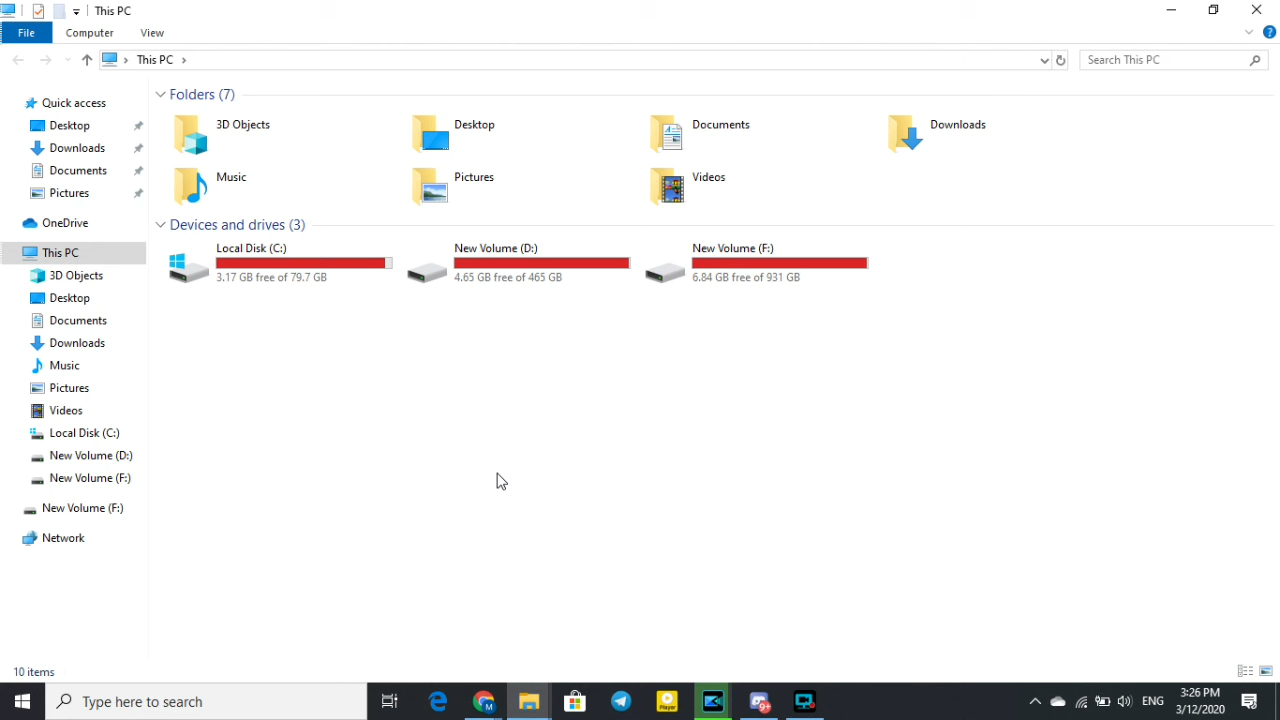 This PC
File
Computer
View
This PC
Search This PC
Quick access
Desktop
Downloads
Documents
Pictures
OneDrive
This PC
3D Objects
Desktop
Documents
Downloads
Music
Pictures
Videos
Local Disk (C:)
New Volume (D:)
New Volume (F:)
New Volume (F:)
Network
Folders (7)
3D Objects
Desktop
Documents
Downloads
Music
Pictures
Videos
Devices and drives (3)
Local Disk (C:)
3.17 GB free of 79.7 GB
New Volume (D:)
4.65 GB free of 465 GB
New Volume (F:)
6.84 GB free of 931 GB
10 items
Type here to search
M
Player
ENG
3:26 PM
3/12/2020